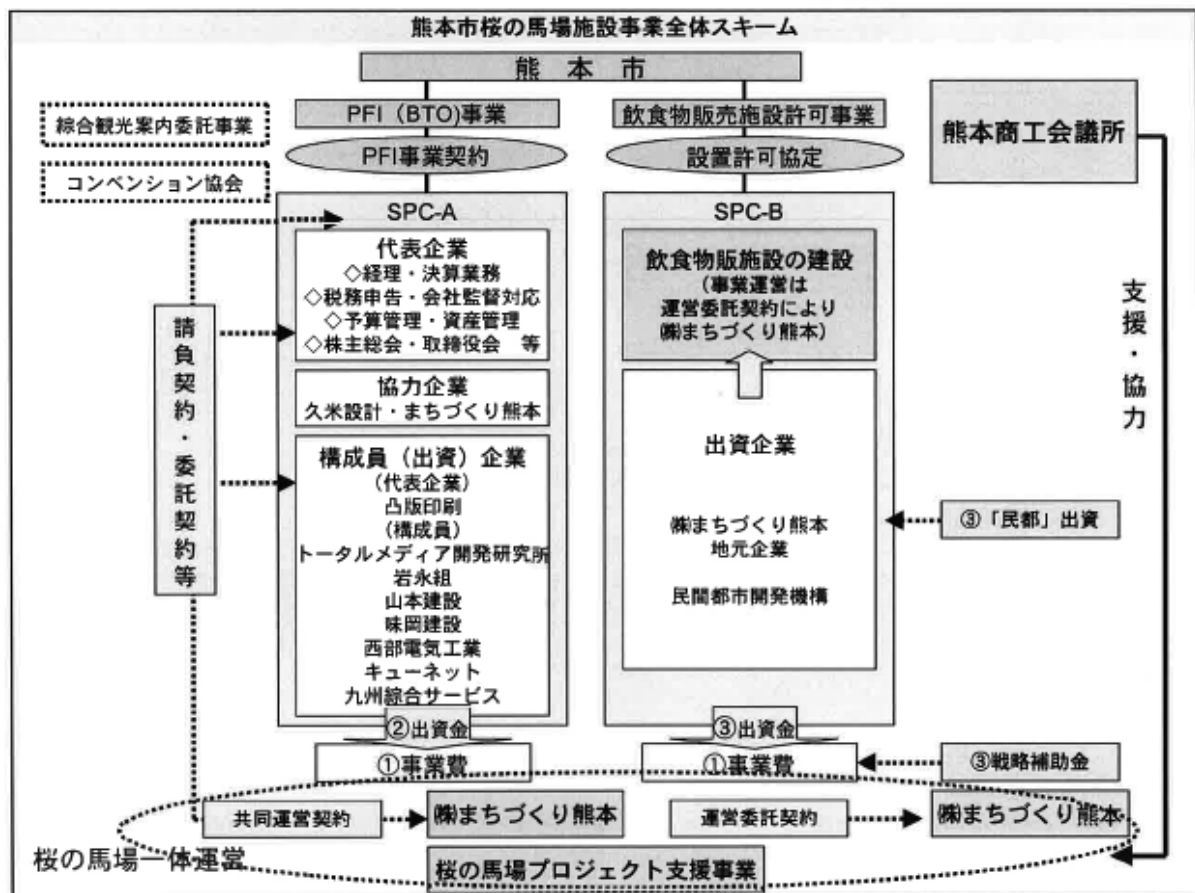 熊本市桜の馬場施設事業全体スキーム
熊本市
綜合観光案内委託事業
コンベンション協会
PFI（BTO)事業
PFI事業契約
飲食物販売施設許可事業
設置許可協定
熊本商工会議所
支援・協力
請負契約・委託契約等
SPC-A
代表企業
◇経理・決算業務
◇税務申告・会社監督対応
◇予算管理・資産管理
◇株主総会・取締役会　等
協力企業
久米設計・まちづくり熊本
構成員（出資）企業
(代表企業)
凸版印刷
(構成員)
トータルメディア開発研究所
岩永組
山本建設
味岡建設
西部電気工業
キューネット
九州綜合サービス
②出資金
①事業費
SPC-B
飲食物販施設の建設
(事業運営は
運営委託契約により
㈱まちづくり熊本)
出資企業
㈱まちづくり熊本
地元企業
民間都市開発機構
③「民都」出資
③出資金
①事業費
③戦略補助金
共同運営契約
㈱まちづくり熊本
運営委託契約
㈱まちづくり熊本
桜の馬場一体運営
桜の馬場プロジェクト支援事業